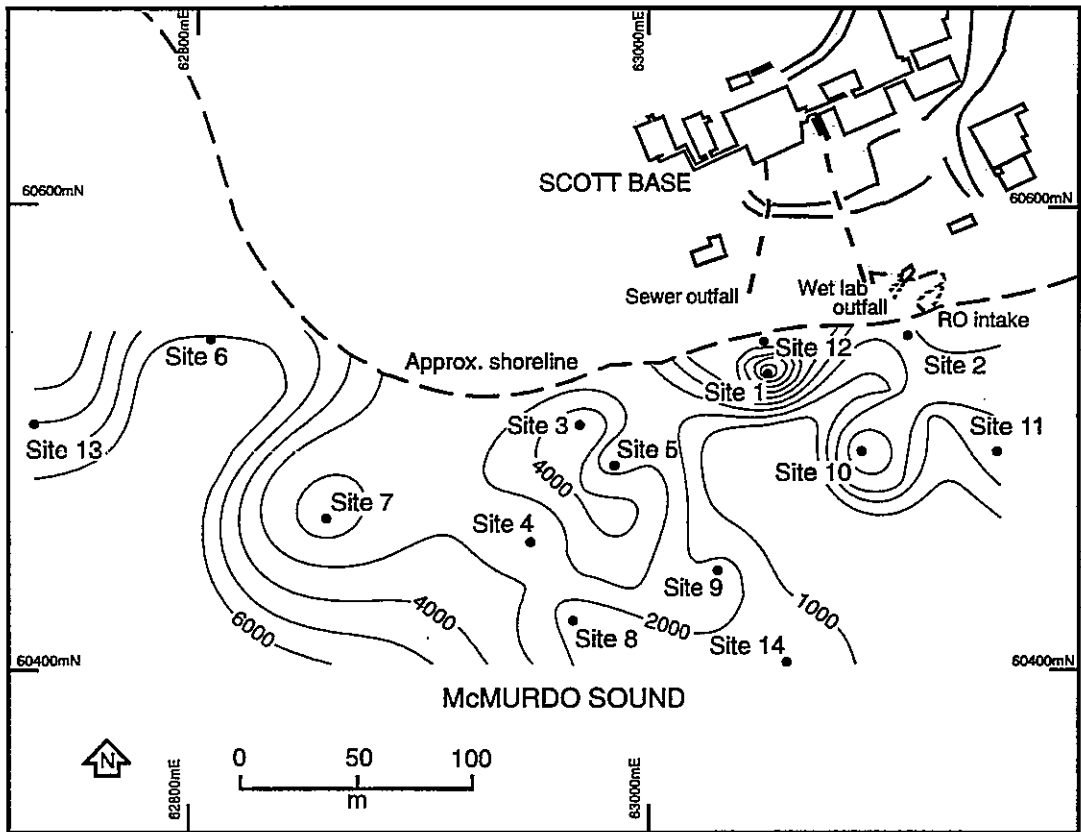 62800mE
63000mE
60600mN
SCOTT BASE
60600mN
Sewer outfall
Wet lab
outfall
RO intake
Site 6
Approx. shoreline
Site 12
Site 2
Site 1
Site 13
Site 3
Site 5
Site 11
4000
Site 10
Site 7
Site 4
Site 9
4000
6000
1000
2000
Site 8
Site 14
60400mN
60400mN
McMURDO SOUND
N
0 50 100
m
62800mE
63000mE